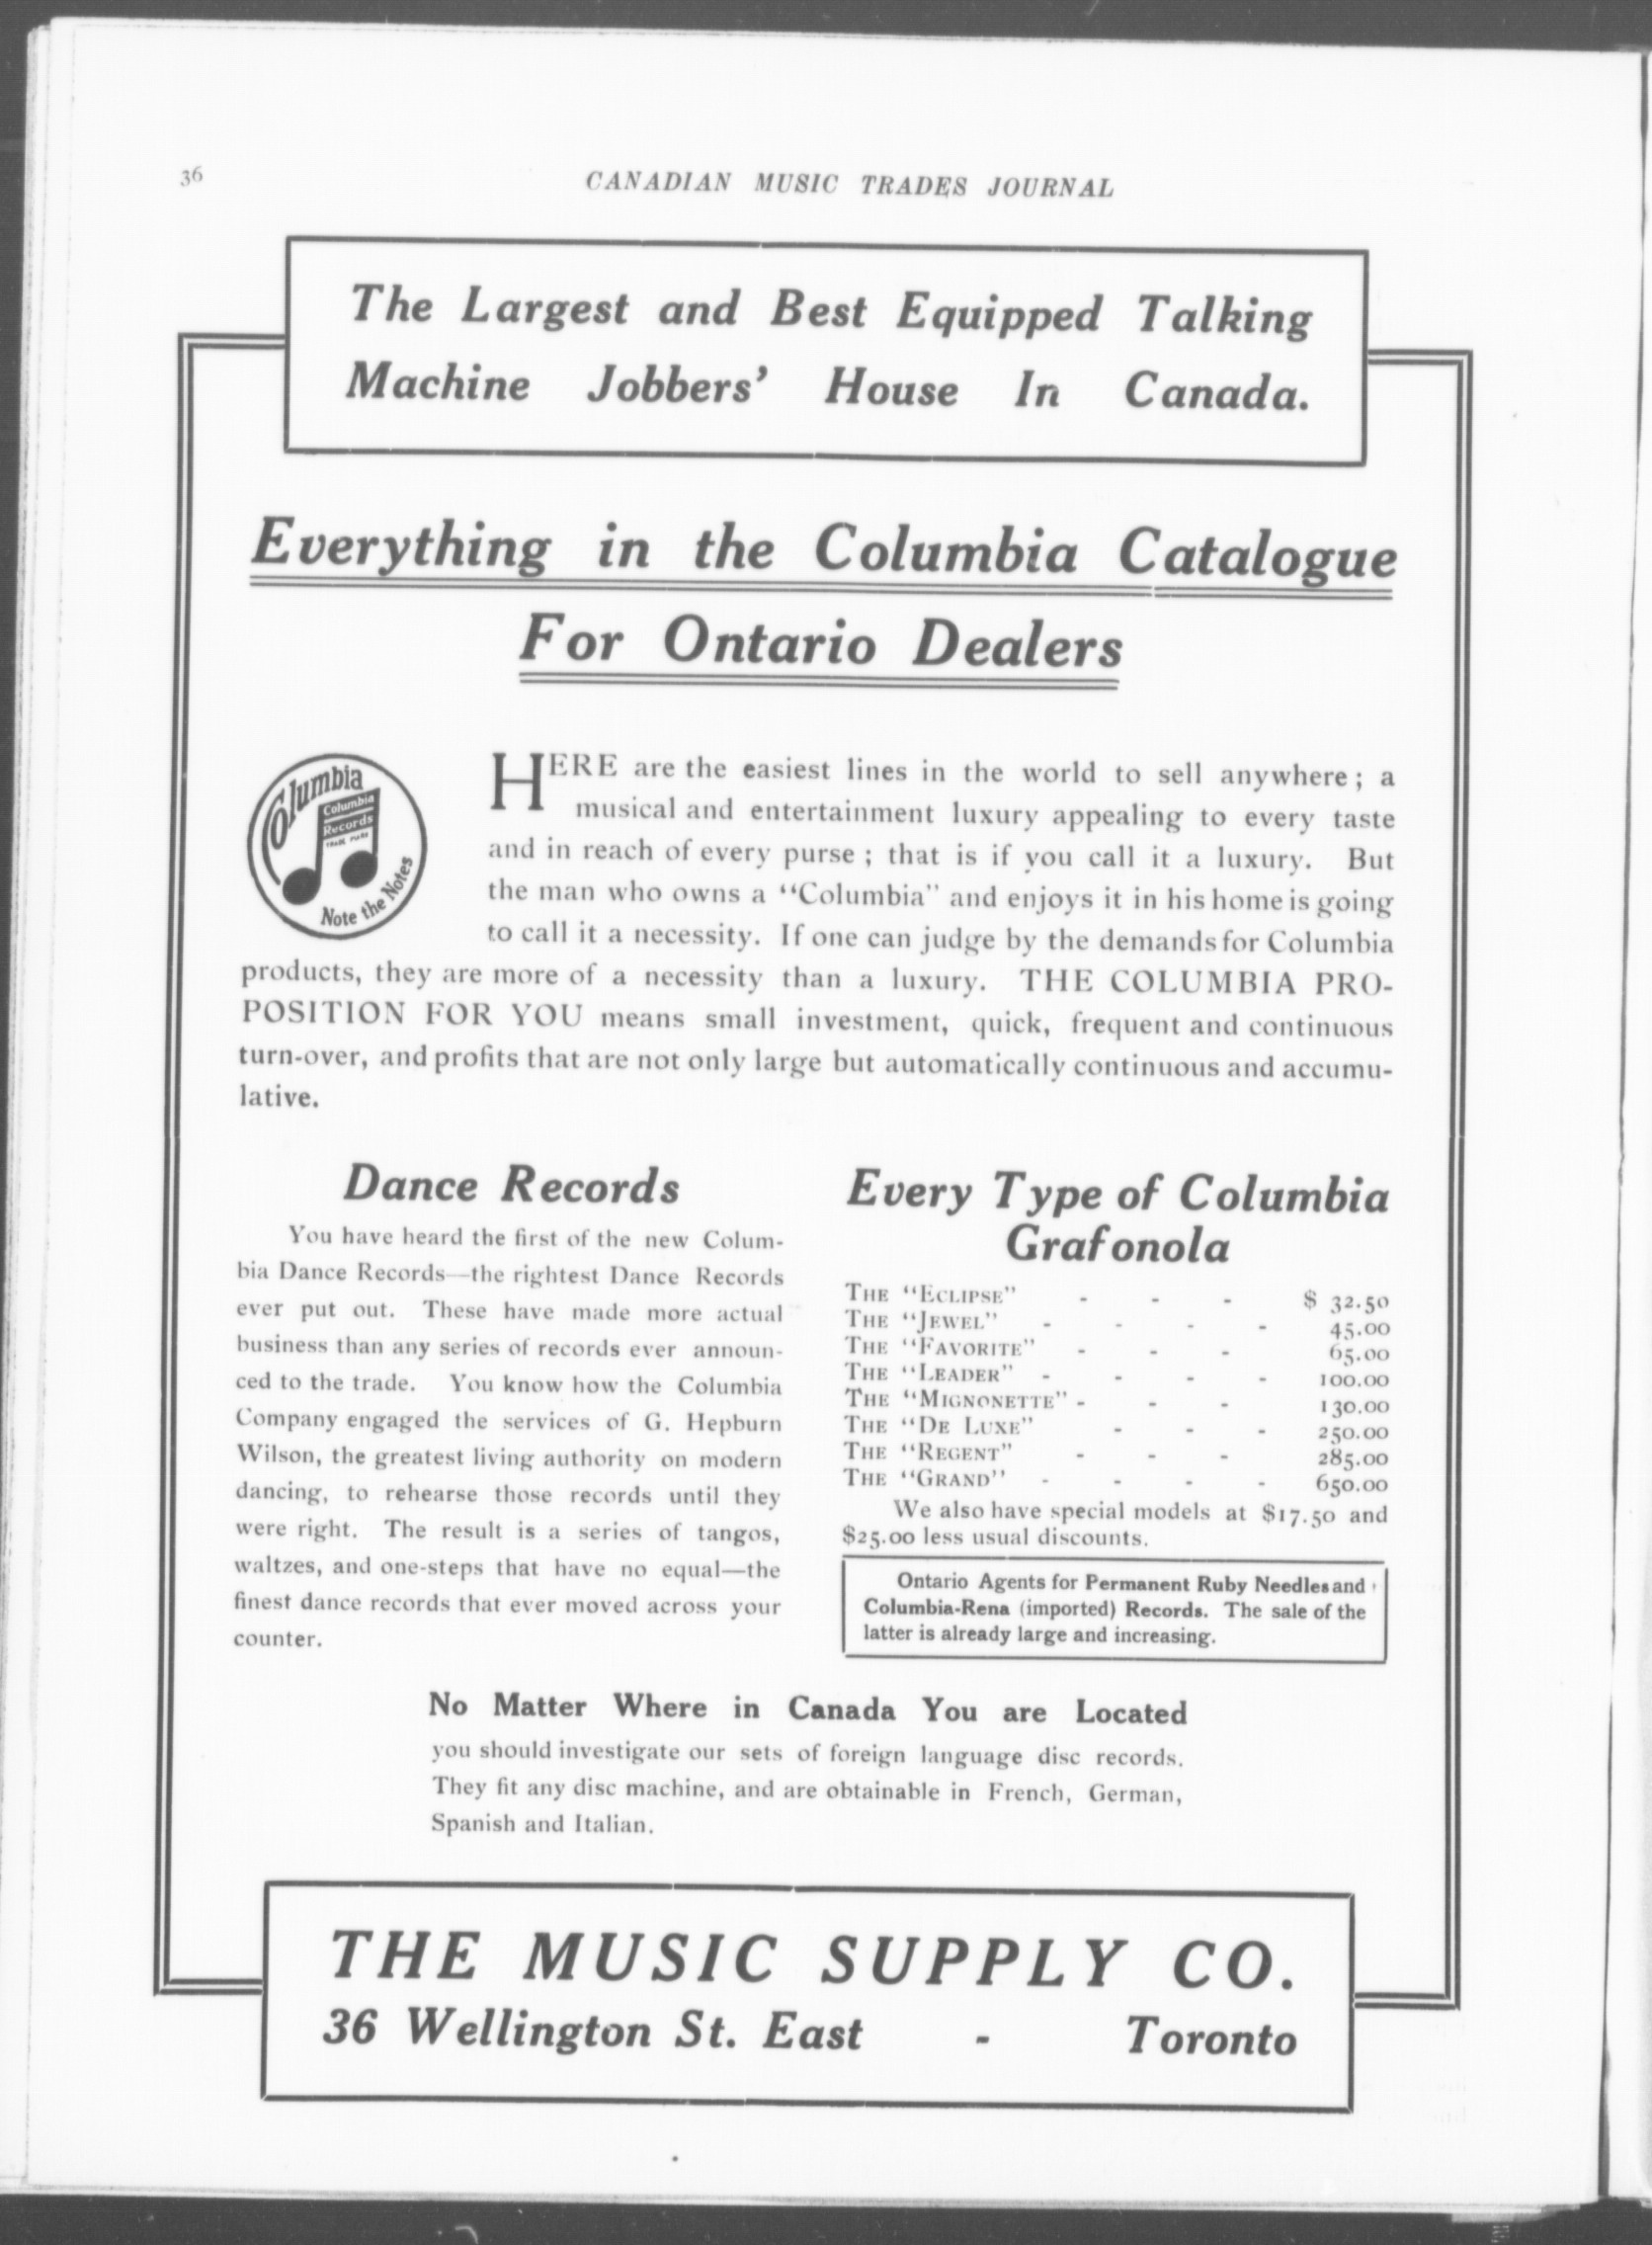 36
CANADIAN MUSIC TRADES JOURNAL
The Largest and Best Equipped Talking
Machine Jobbers' House In Canada.
Everything in the Columbia Catalogue
For Ontario Dealers
Columbia
Columbia
Records
TRADE MARK
Note the Notes
HERE are the easiest lines in the world to sell anywhere; a
musical and entertainment luxury appealing to every taste
and in reach of every purse; that is if you call it a luxury. But
the man who owns a "Columbia" and enjoys it in his home is going
to call it a necessity. If one can judge by the demands for Columbia
products, they are more of a necessity than a luxury. THE COLUMBIA PRO-
POSITION FOR YOU means small investment, quick, frequent and continuous
turn-over, and profits that are not only large but automatically continuous and accumu-
lative.
Dance Records
You have heard the first of the new Colum-
bia Dance Records—the rightest Dance Records
ever put out. These have made more actual
business than any series of records ever announ-
ced to the trade. You know how the Columbia
Company engaged the services of G. Hepburn
Wilson, the greatest living authority on modern
dancing, to rehearse those records until they
were right. The result is a series of tangos,
waltzes, and one-steps that have no equal—the
finest dance records that ever moved across your
counter.
Every Type of Columbia
Grafonola
THE "ECLIPSE" - - - $ 32.50
THE "JEWEL" - - - - 45.00
THE "FAVORITE" - - - 65.00
THE "LEADER" - - - - 100.00
THE "MIGNONETTE" - - - 130.00
THE "DE LUXE" - - - 250.00
THE "REGENT" - - - 285.00
THE "GRAND" - - - - 650.00
We also have special models at $17.50 and
$25.00 less usual discounts.
Ontario Agents for Permanent Ruby Needles and
Columbia-Rena (imported) Records. The sale of the
latter is already large and increasing.
No Matter Where in Canada You are Located
you should investigate our sets of foreign language disc records.
They fit any disc machine, and are obtainable in French, German,
Spanish and Italian.
THE MUSIC SUPPLY CO.
36 Wellington St. East - Toronto